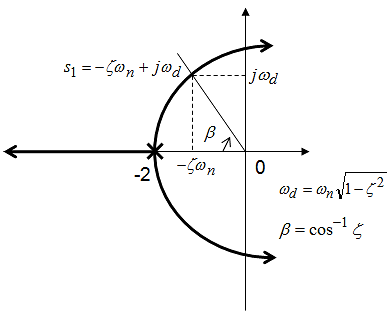 s₁ = −ζωₙ + jω_d
jω_d
β
-2
−ζωₙ
0
ω_d = ωₙ√(1−ζ²)
β = cos⁻¹ ζ